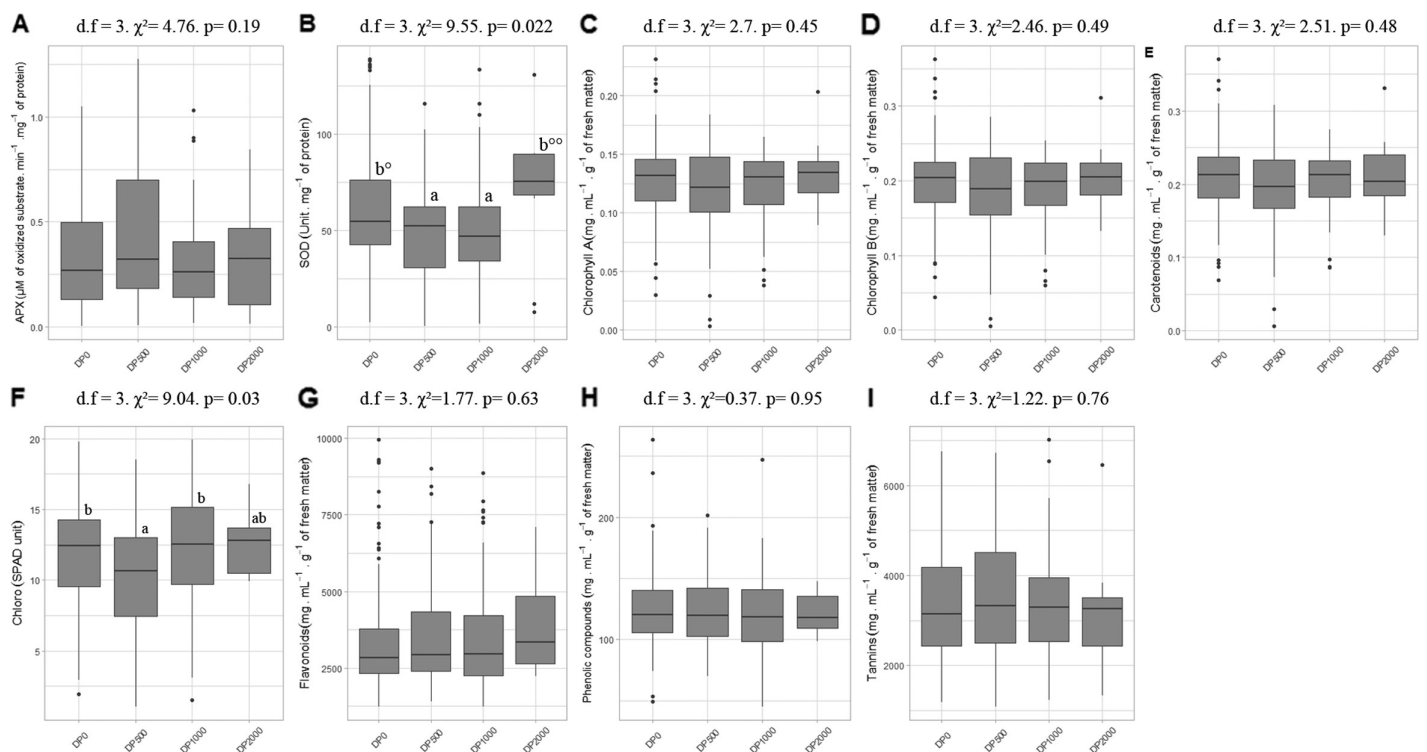 A d.f = 3. χ²= 4.76. p= 0.19
APX (µM of oxidized substrate. min⁻¹ .mg⁻¹ of protein)
1.0
0.5
0.0
DP0 DP500 DP1000 DP2000
B d.f = 3. χ²= 9.55. p= 0.022
SOD (Unit. mg⁻¹ of protein)
100
50
0
b° a a b°°
DP0 DP500 DP1000 DP2000
C d.f = 3. χ²= 2.7. p= 0.45
Chlorophyll A (mg . mL⁻¹ . g⁻¹ of fresh matter)
0.20
0.15
0.10
0.05
0.00
DP0 DP500 DP1000 DP2000
D d.f = 3. χ²=2.46. p= 0.49
Chlorophyll B (mg . mL⁻¹ . g⁻¹ of fresh matter)
0.3
0.2
0.1
0.0
DP0 DP500 DP1000 DP2000
E d.f = 3. χ²= 2.51. p= 0.48
Carotenoids (mg . mL⁻¹ . g⁻¹ of fresh matter)
0.3
0.2
0.1
0.0
DP0 DP500 DP1000 DP2000
F d.f = 3. χ²= 9.04. p= 0.03
Chloro (SPAD unit)
20
15
10
5
b a b ab
DP0 DP500 DP1000 DP2000
G d.f = 3. χ²=1.77. p= 0.63
Flavonoids (mg . mL⁻¹ . g⁻¹ of fresh matter)
10000
7500
5000
2500
DP0 DP500 DP1000 DP2000
H d.f = 3. χ²=0.37. p= 0.95
Phenolic compounds (mg . mL⁻¹ . g⁻¹ of fresh matter)
200
100
DP0 DP500 DP1000 DP2000
I d.f = 3. χ²=1.22. p= 0.76
Tannins (mg . mL⁻¹ . g⁻¹ of fresh matter)
6000
4000
2000
DP0 DP500 DP1000 DP2000